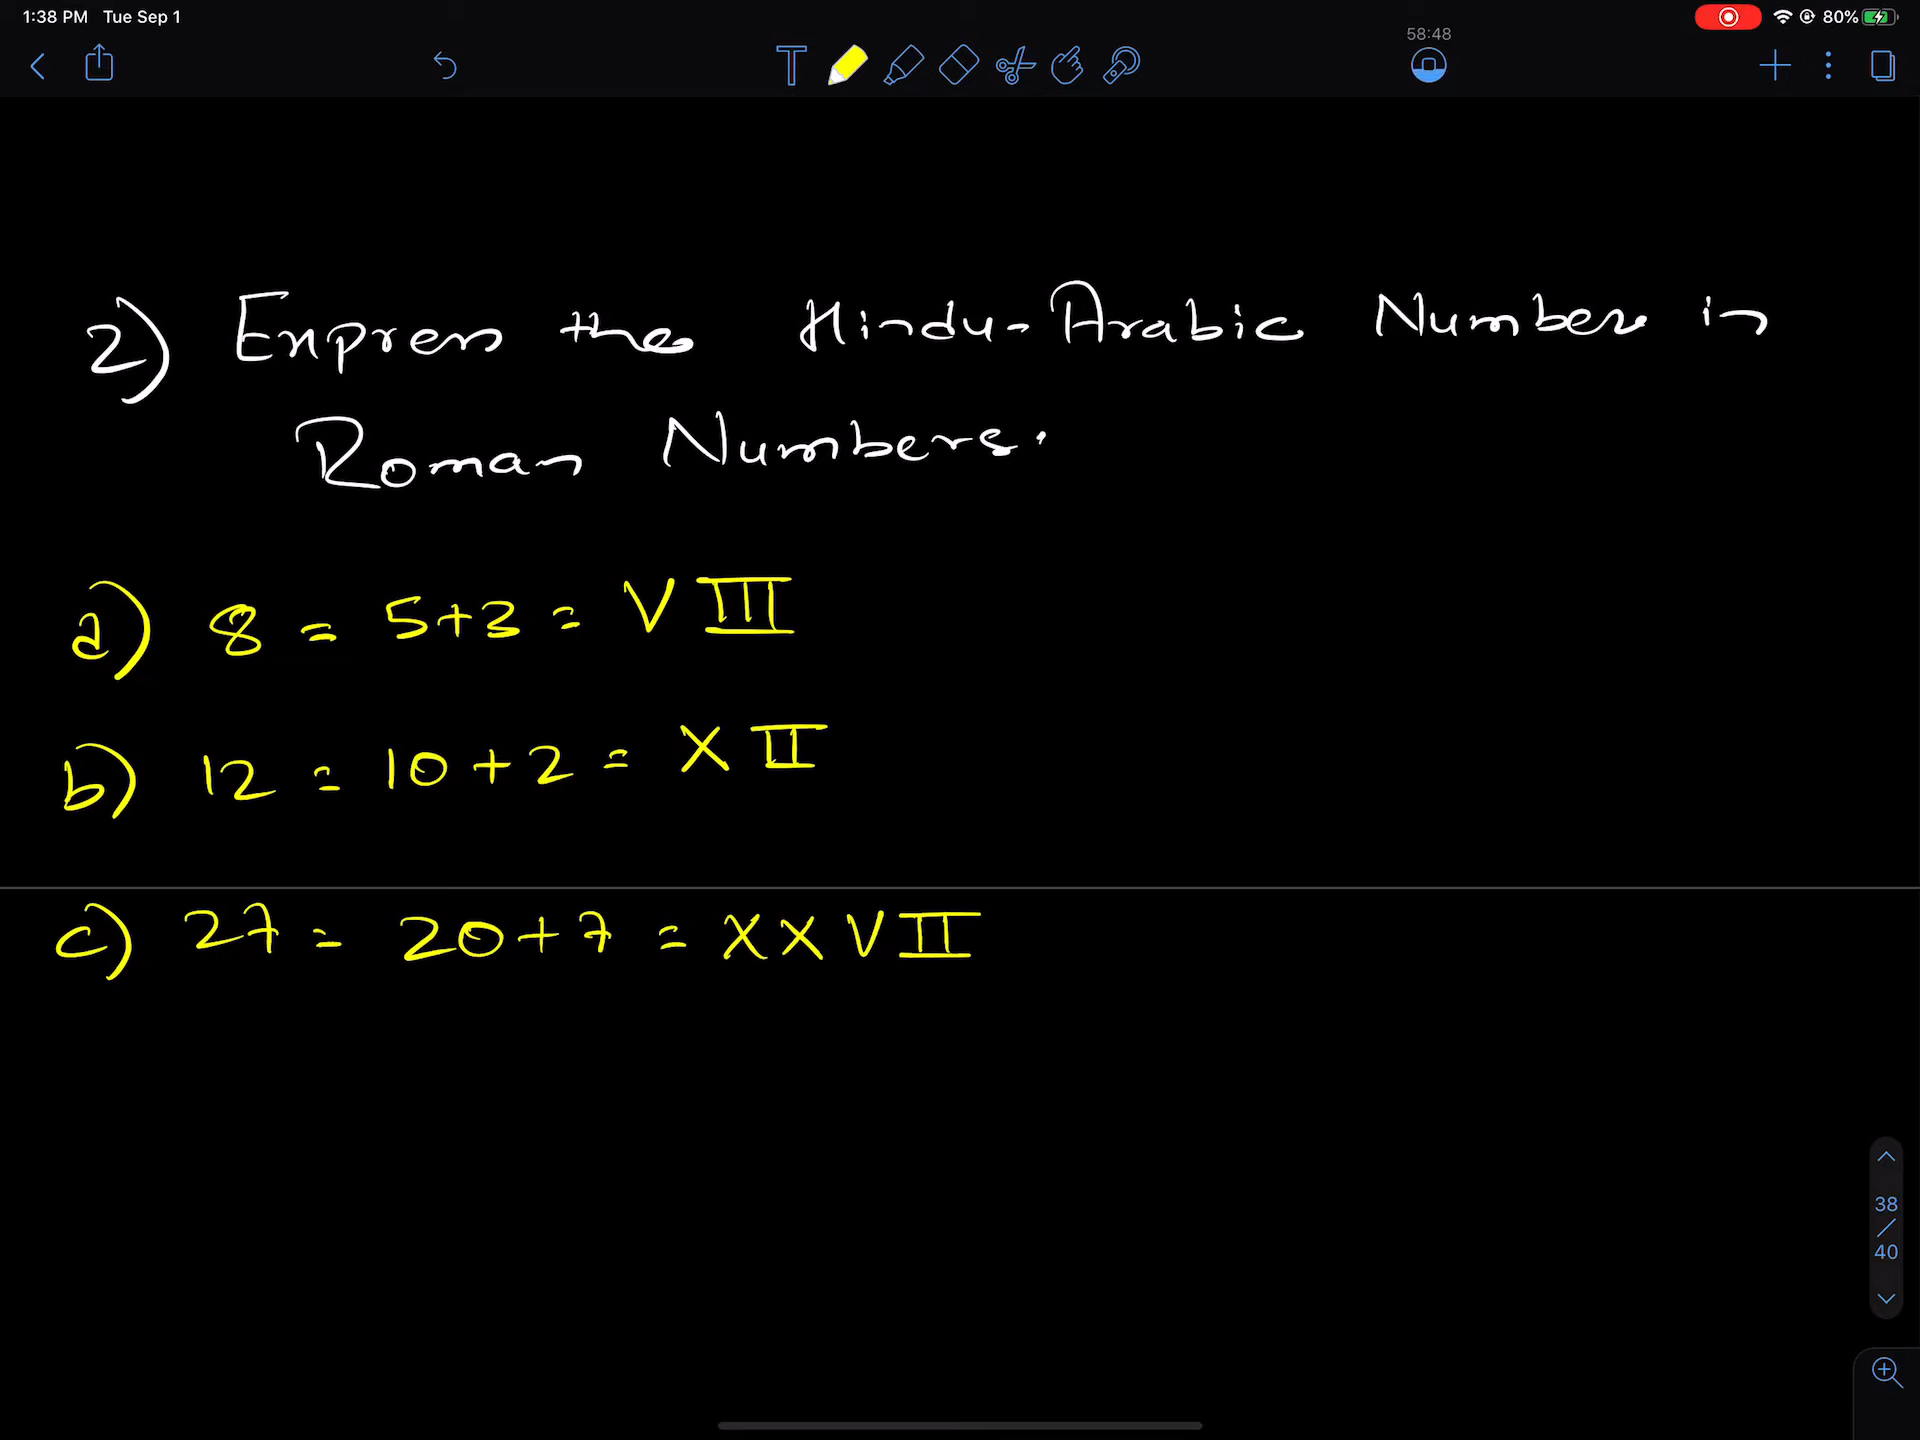 1:38 PM Tue Sep 1
80%
58:48
2) Express the Hindu-Arabic Number in
Roman Numbers.
a) 8 = 5+3 = VIII
b) 12 = 10+2 = XII
c) 27 = 20+7 = XXVII
38
/
40